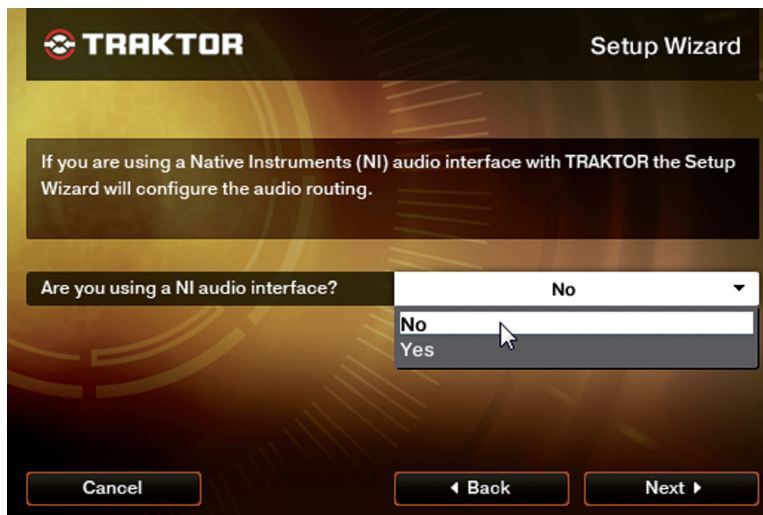 TRAKTOR
Setup Wizard
If you are using a Native Instruments (NI) audio interface with TRAKTOR the Setup
Wizard will configure the audio routing.
Are you using a NI audio interface?
No
No
Yes
Cancel
Back
Next